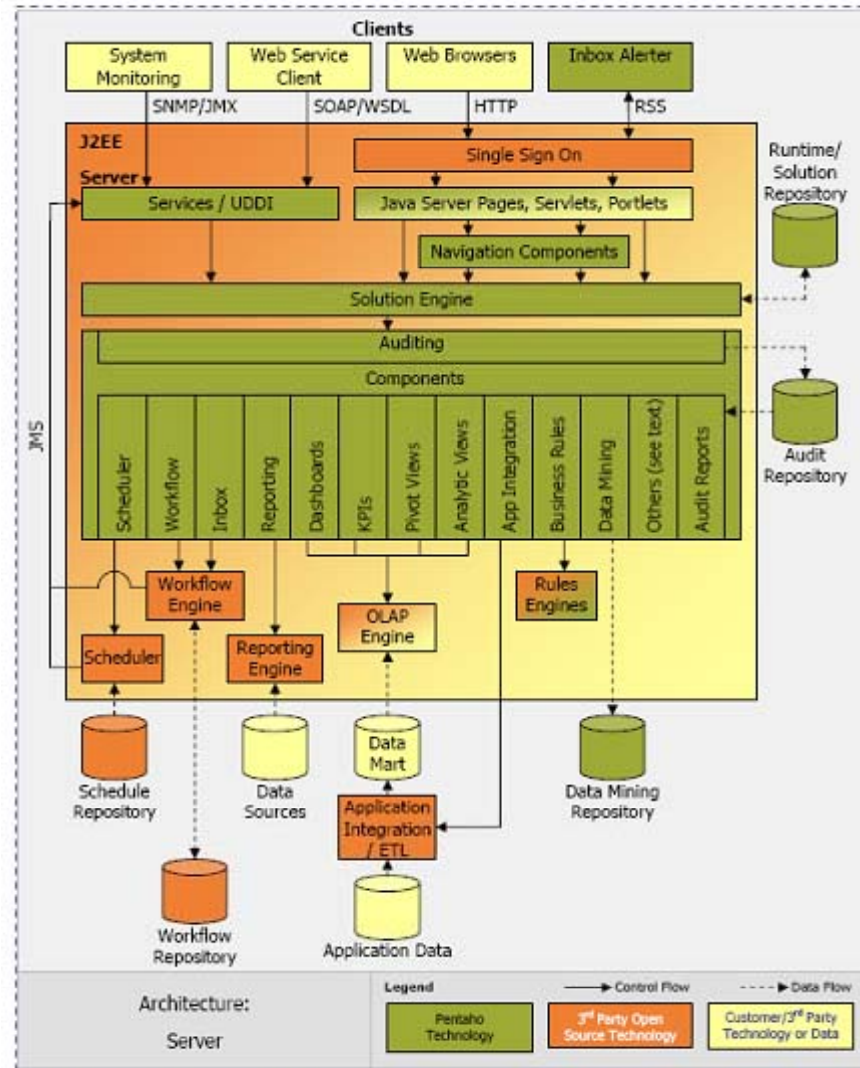 Clients
System
Monitoring
Web Service
Client
Web Browsers
Inbox Alerter
SNMP/JMX
SOAP/WSDL
HTTP
RSS
J2EE
Server
Single Sign On
Runtime/
Solution
Repository
Services / UDDI
Java Server Pages, Servlets, Portlets
Navigation Components
Solution Engine
Auditing
Components
JMS
Scheduler
Workflow
Inbox
Reporting
Dashboards
KPIs
Pivot Views
Analytic Views
App Integration
Business Rules
Data Mining
Others (see text)
Audit Reports
Audit
Repository
Workflow
Engine
Rules
Engines
OLAP
Engine
Scheduler
Reporting
Engine
Schedule
Repository
Data
Sources
Data
Mart
Data Mining
Repository
Application
Integration
/ ETL
Workflow
Repository
Application Data
Architecture:
Server
Legend
Control Flow
Data Flow
Pentaho
Technology
3rd Party Open
Source Technology
Customer/3rd Party
Technology or Data